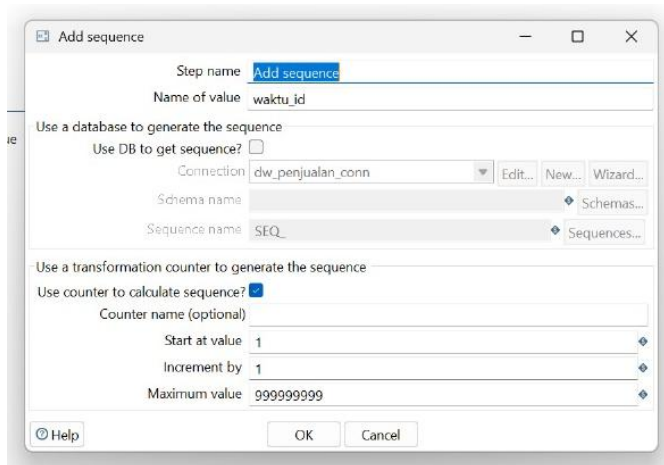 Add sequence
Step name Add sequence
Name of value waktu_id
Use a database to generate the sequence
ue
Use DB to get sequence?
Connection dw_penjualan_conn Edit... New... Wizard...
Schema name Schemas...
Sequence name SEQ_ Sequences...
Use a transformation counter to generate the sequence
Use counter to calculate sequence?
Counter name (optional)
Start at value 1
Increment by 1
Maximum value 999999999
Help OK Cancel